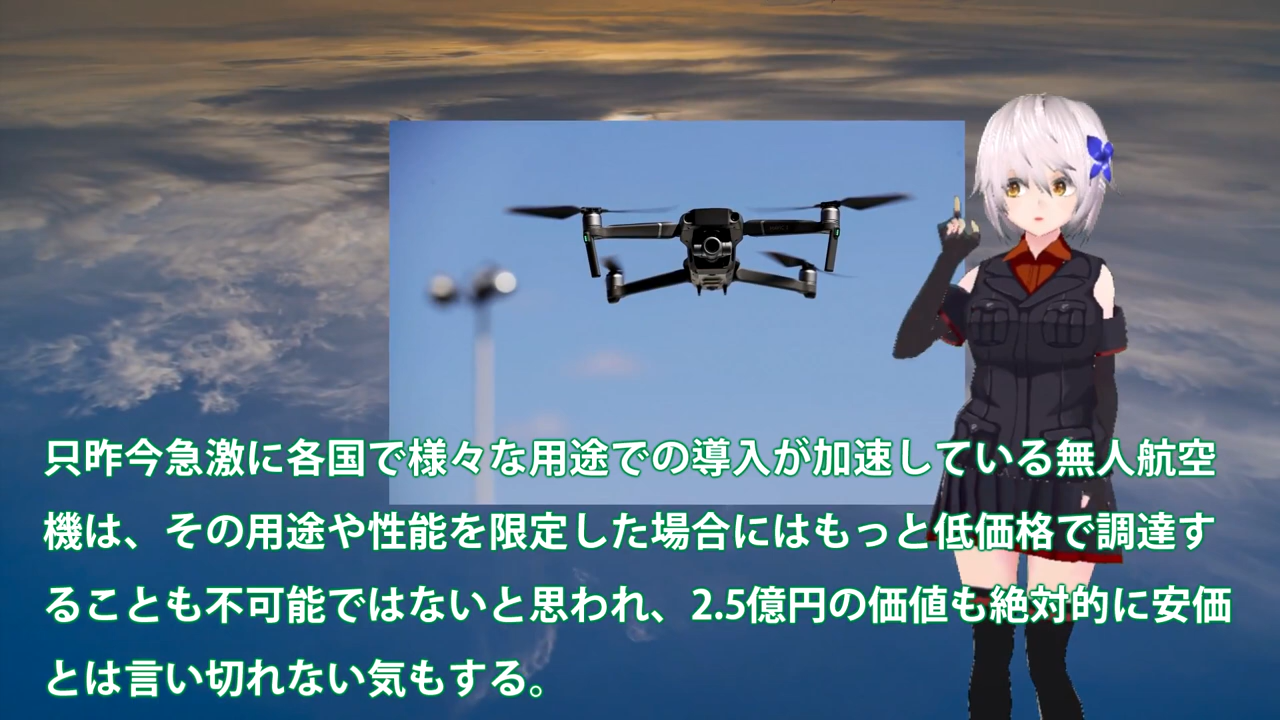 只昨今急激に各国で様々な用途での導入が加速している無人航空
機は、その用途や性能を限定した場合にはもっと低価格で調達す
ることも不可能ではないと思われ、2.5億円の価値も絶対的に安価
とは言い切れない気もする。